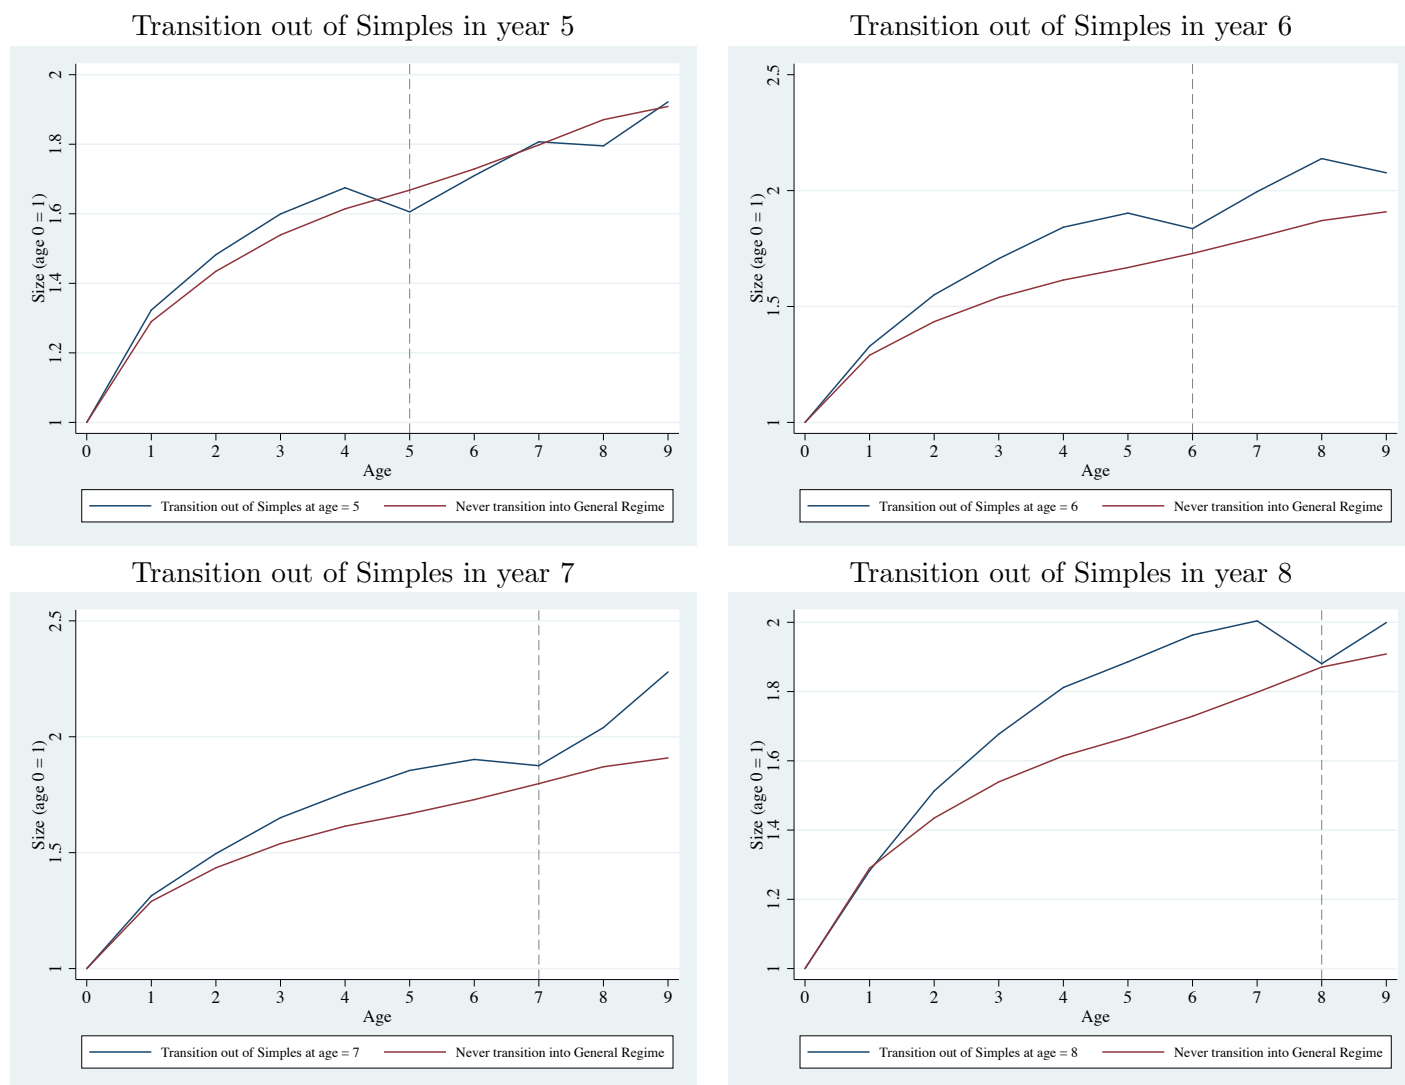 Transition out of Simples in year 5
Size (age 0 = 1)
2
1.8
1.6
1.4
1.2
1
0 1 2 3 4 5 6 7 8 9
Age
Transition out of Simples at age = 5 Never transition into General Regime
Transition out of Simples in year 6
Size (age 0 = 1)
2.5
2
1.5
1
0 1 2 3 4 5 6 7 8 9
Age
Transition out of Simples at age = 6 Never transition into General Regime
Transition out of Simples in year 7
Size (age 0 = 1)
2.5
2
1.5
1
0 1 2 3 4 5 6 7 8 9
Age
Transition out of Simples at age = 7 Never transition into General Regime
Transition out of Simples in year 8
Size (age 0 = 1)
2
1.8
1.6
1.4
1.2
1
0 1 2 3 4 5 6 7 8 9
Age
Transition out of Simples at age = 8 Never transition into General Regime